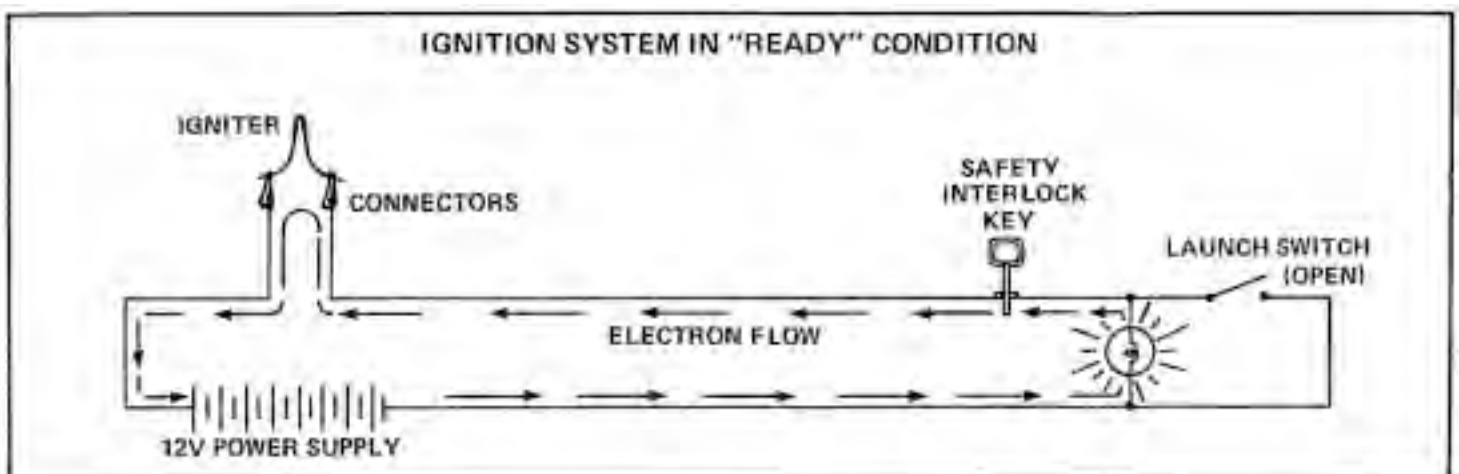 IGNITION SYSTEM IN "READY" CONDITION
IGNITER
CONNECTORS
SAFETY
INTERLOCK
KEY
LAUNCH SWITCH
(OPEN)
ELECTRON FLOW
12V POWER SUPPLY